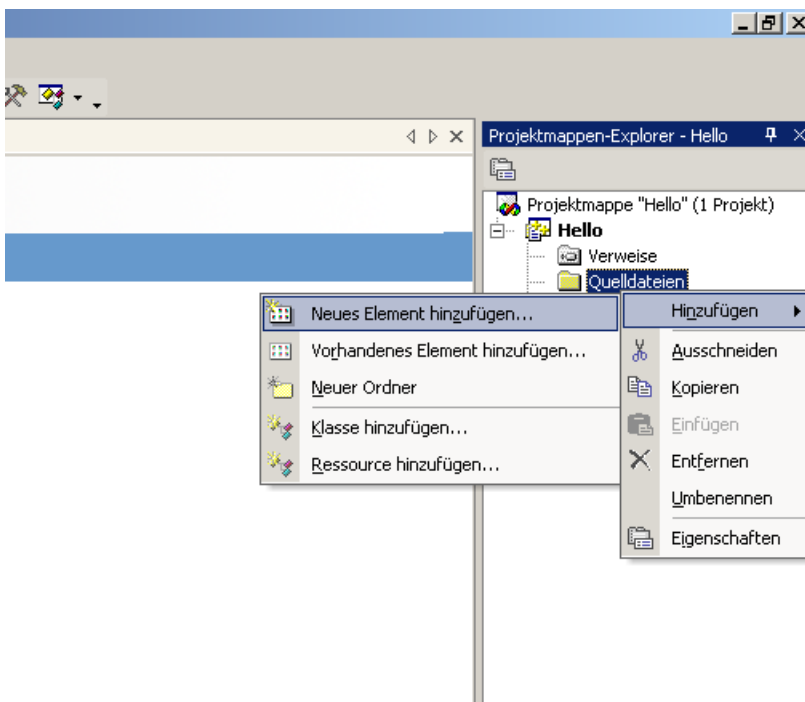 Projektmappen-Explorer - Hello
Projektmappe "Hello" (1 Projekt)
Hello
Verweise
Quelldateien
Neues Element hinzufügen...
Vorhandenes Element hinzufügen...
Neuer Ordner
Klasse hinzufügen...
Ressource hinzufügen...
Hinzufügen
Ausschneiden
Kopieren
Einfügen
Entfernen
Umbenennen
Eigenschaften